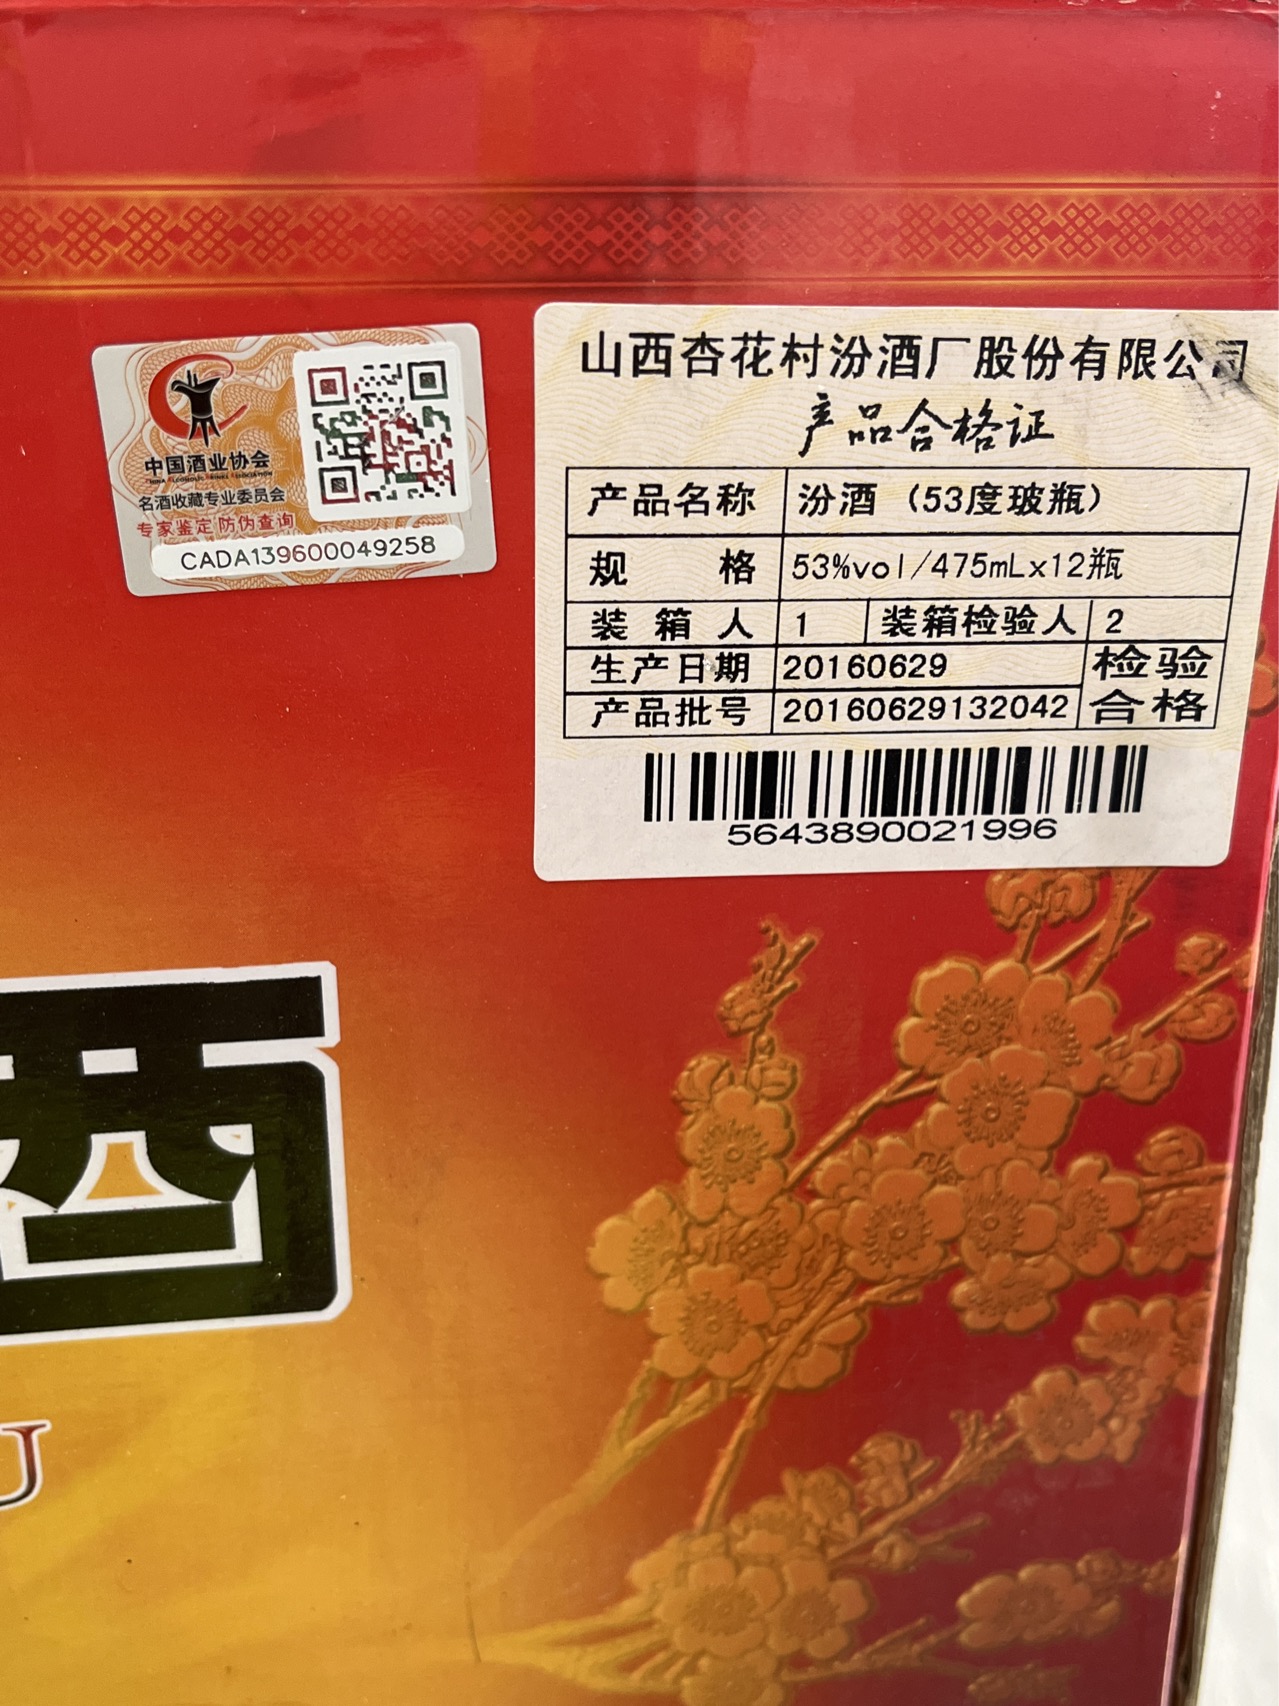 中国酒业协会
名酒收藏专业委员会
专家鉴定 防伪查询
CADA139600049258
山西杏花村汾酒厂股份有限公司
产品合格证
产品名称 汾酒（53度玻瓶）
规 格 53%vol/475mLx12瓶
装 箱 人 1 装箱检验人 2
生产日期 20160629 检验
产品批号 20160629132042 合格
5643890021996
酒
U